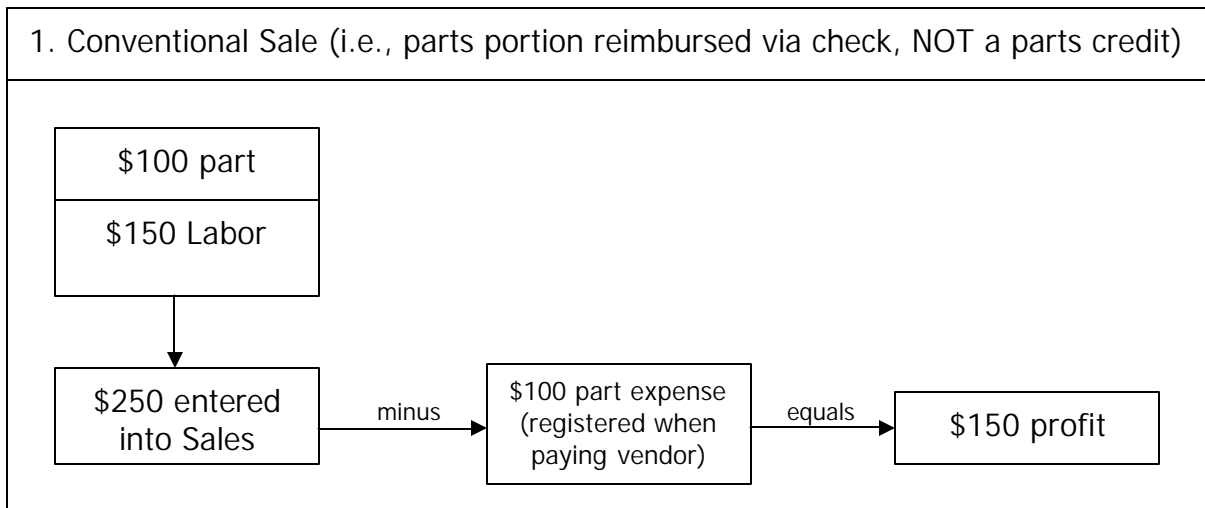 1. Conventional Sale (i.e., parts portion reimbursed via check, NOT a parts credit)
$100 part
$150 Labor
$250 entered
into Sales
minus
$100 part expense
(registered when
paying vendor)
equals
$150 profit